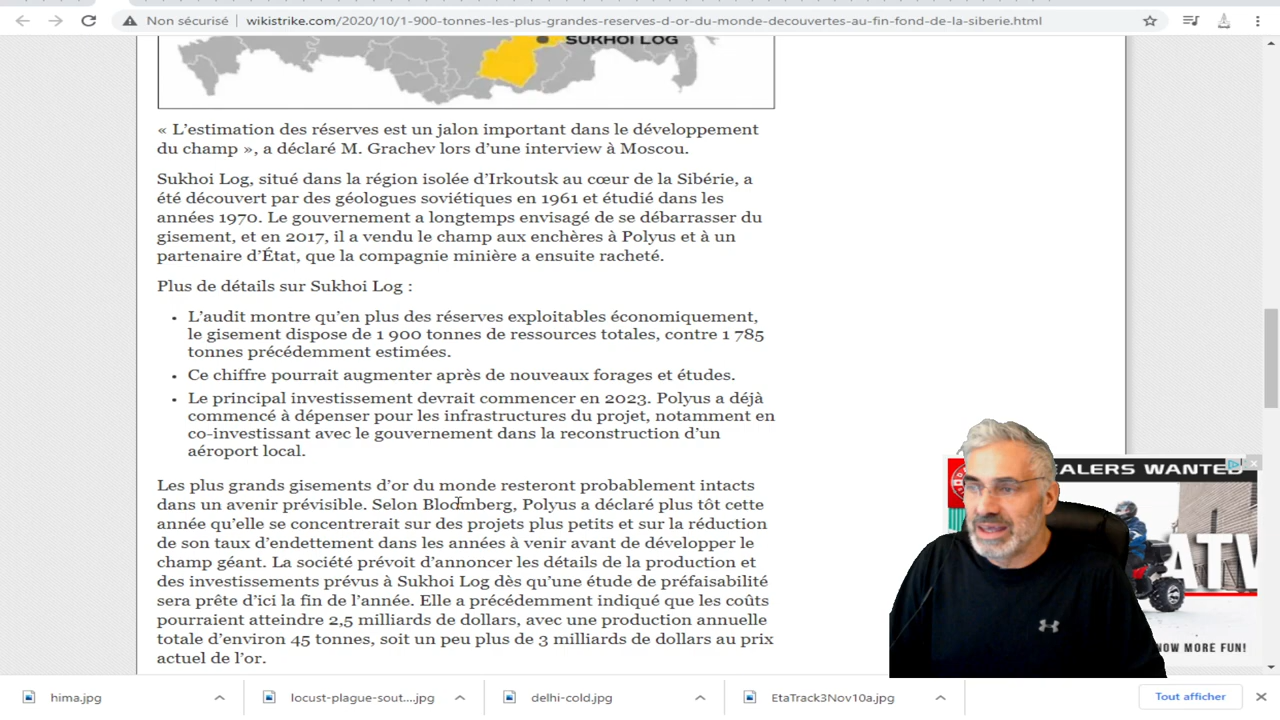 Non sécurisé
wikistrike.com/2020/10/1-900-tonnes-les-plus-grandes-reserves-d-or-du-monde-decouvertes-au-fin-fond-de-la-siberie.html
SUKHOI LOG
« L'estimation des réserves est un jalon important dans le développement
du champ », a déclaré M. Grachev lors d'une interview à Moscou.
Sukhoi Log, situé dans la région isolée d'Irkoutsk au cœur de la Sibérie, a
été découvert par des géologues soviétiques en 1961 et étudié dans les
années 1970. Le gouvernement a longtemps envisagé de se débarrasser du
gisement, et en 2017, il a vendu le champ aux enchères à Polyus et à un
partenaire d'État, que la compagnie minière a ensuite racheté.
Plus de détails sur Sukhoi Log :
• L'audit montre qu'en plus des réserves exploitables économiquement,
le gisement dispose de 1 900 tonnes de ressources totales, contre 1 785
tonnes précédemment estimées.
• Ce chiffre pourrait augmenter après de nouveaux forages et études.
• Le principal investissement devrait commencer en 2023. Polyus a déjà
commencé à dépenser pour les infrastructures du projet, notamment en
co-investissant avec le gouvernement dans la reconstruction d'un
aéroport local.
Les plus grands gisements d'or du monde resteront probablement intacts
dans un avenir prévisible. Selon Bloomberg, Polyus a déclaré plus tôt cette
année qu'elle se concentrerait sur des projets plus petits et sur la réduction
de son taux d'endettement dans les années à venir avant de développer le
champ géant. La société prévoit d'annoncer les détails de la production et
des investissements prévus à Sukhoi Log dès qu'une étude de préfaisabilité
sera prête d'ici la fin de l'année. Elle a précédemment indiqué que les coûts
pourraient atteindre 2,5 milliards de dollars, avec une production annuelle
totale d'environ 45 tonnes, soit un peu plus de 3 milliards de dollars au prix
actuel de l'or.
EALERS WANTED
ATV
NOW MORE FUN!
hima.jpg
locust-plague-sout....jpg
delhi-cold.jpg
EtaTrack3Nov10a.jpg
Tout afficher